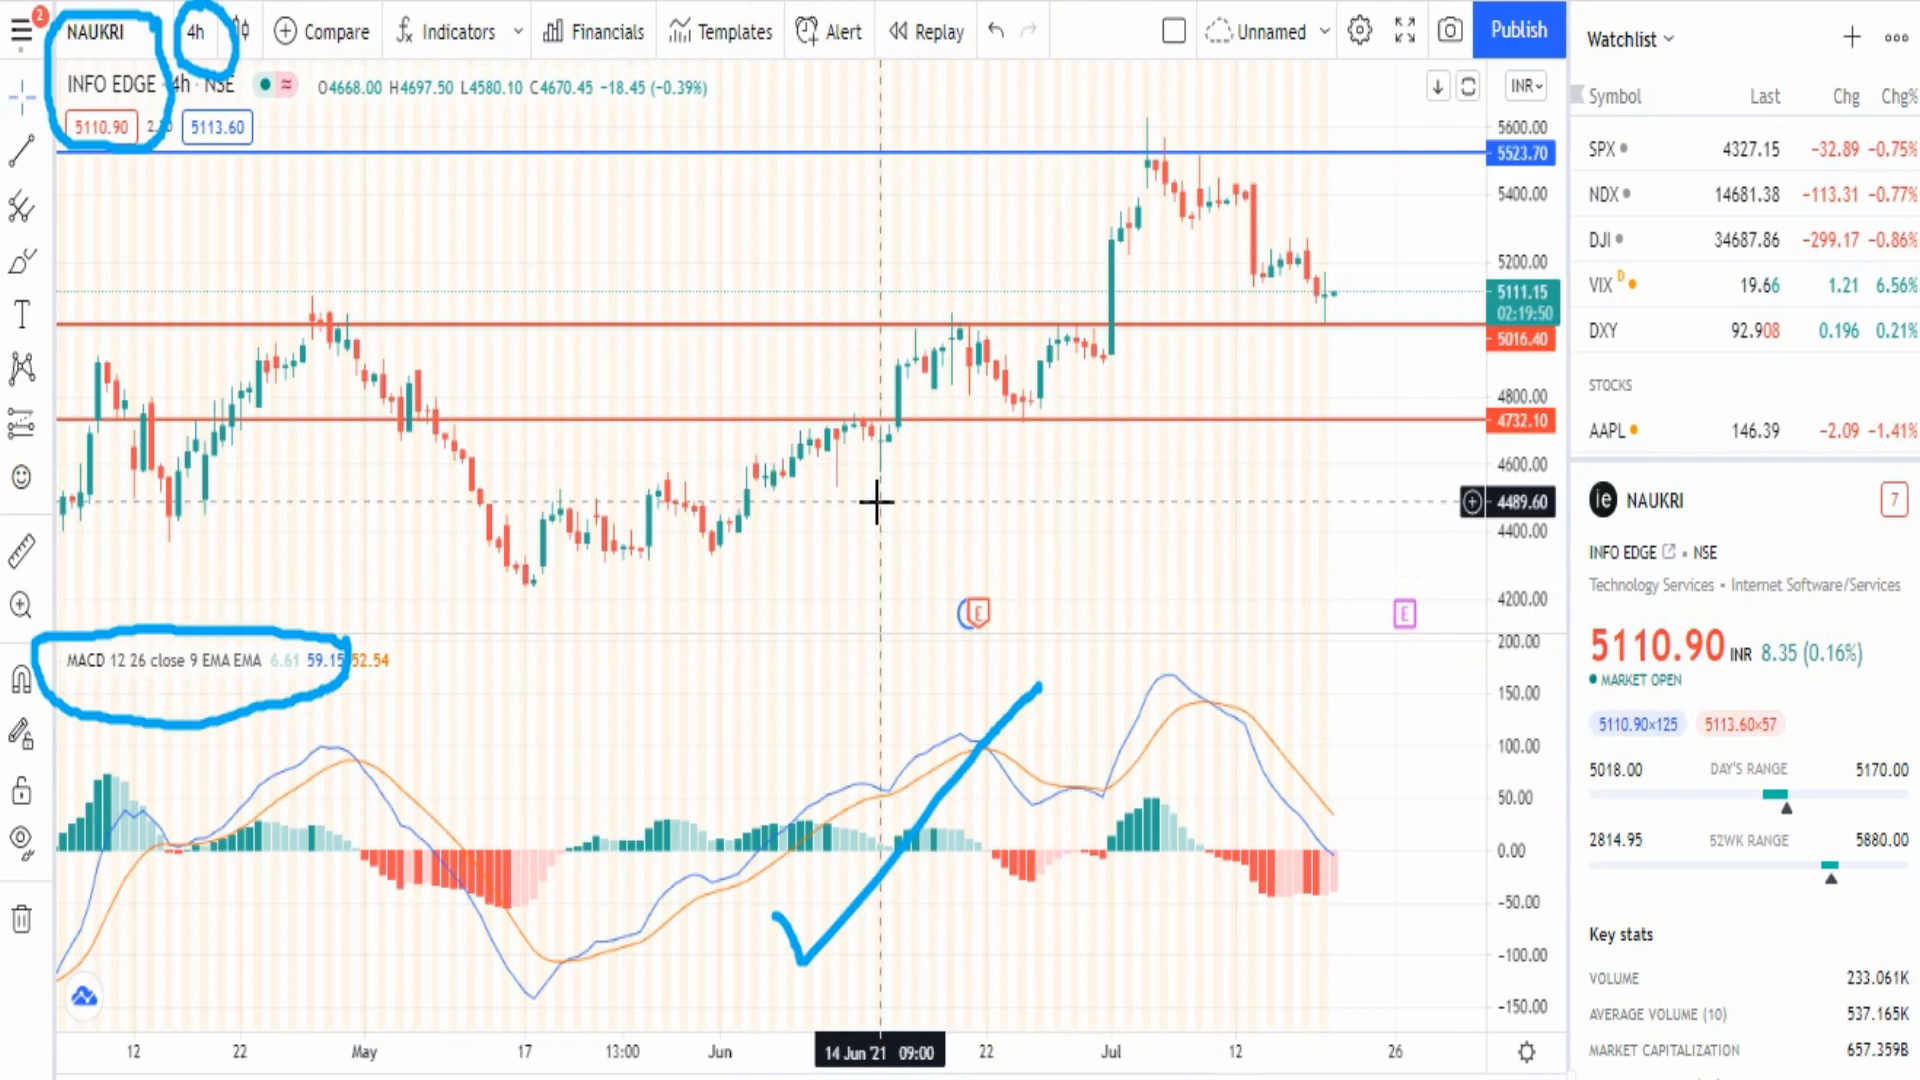 2
NAUKRI 4h Compare Indicators Financials Templates Alert Replay Unnamed Publish
INFO EDGE · 4h · NSE ≈ O4668.00 H4697.50 L4580.10 C4670.45 −18.45 (−0.39%) INR
5110.90 5113.60
5600.00
5523.70
5400.00
5200.00
5111.15
02:19:50
5016.40
4800.00
4732.10
4600.00
4489.60
4400.00
4200.00
E E
MACD 12 26 close 9 EMA EMA 6.61 59.15 52.54
200.00
150.00
100.00
50.00
0.00
−50.00
−100.00
−150.00
12 22 May 17 13:00 Jun 14 Jun '21 09:00 22 Jul 12 26
Watchlist
Symbol Last Chg Chg%
SPX 4327.15 −32.89 −0.75%
NDX 14681.38 −113.31 −0.77%
DJI 34687.86 −299.17 −0.86%
VIX D 19.66 1.21 6.56%
DXY 92.908 0.196 0.21%
STOCKS
AAPL 146.39 −2.09 −1.41%
ie NAUKRI 7
INFO EDGE • NSE
Technology Services • Internet Software/Services
5110.90 INR 8.35 (0.16%)
MARKET OPEN
5110.90×125 5113.60×57
5018.00 DAY'S RANGE 5170.00
2814.95 52WK RANGE 5880.00
Key stats
VOLUME 233.061K
AVERAGE VOLUME (10) 537.165K
MARKET CAPITALIZATION 657.359B